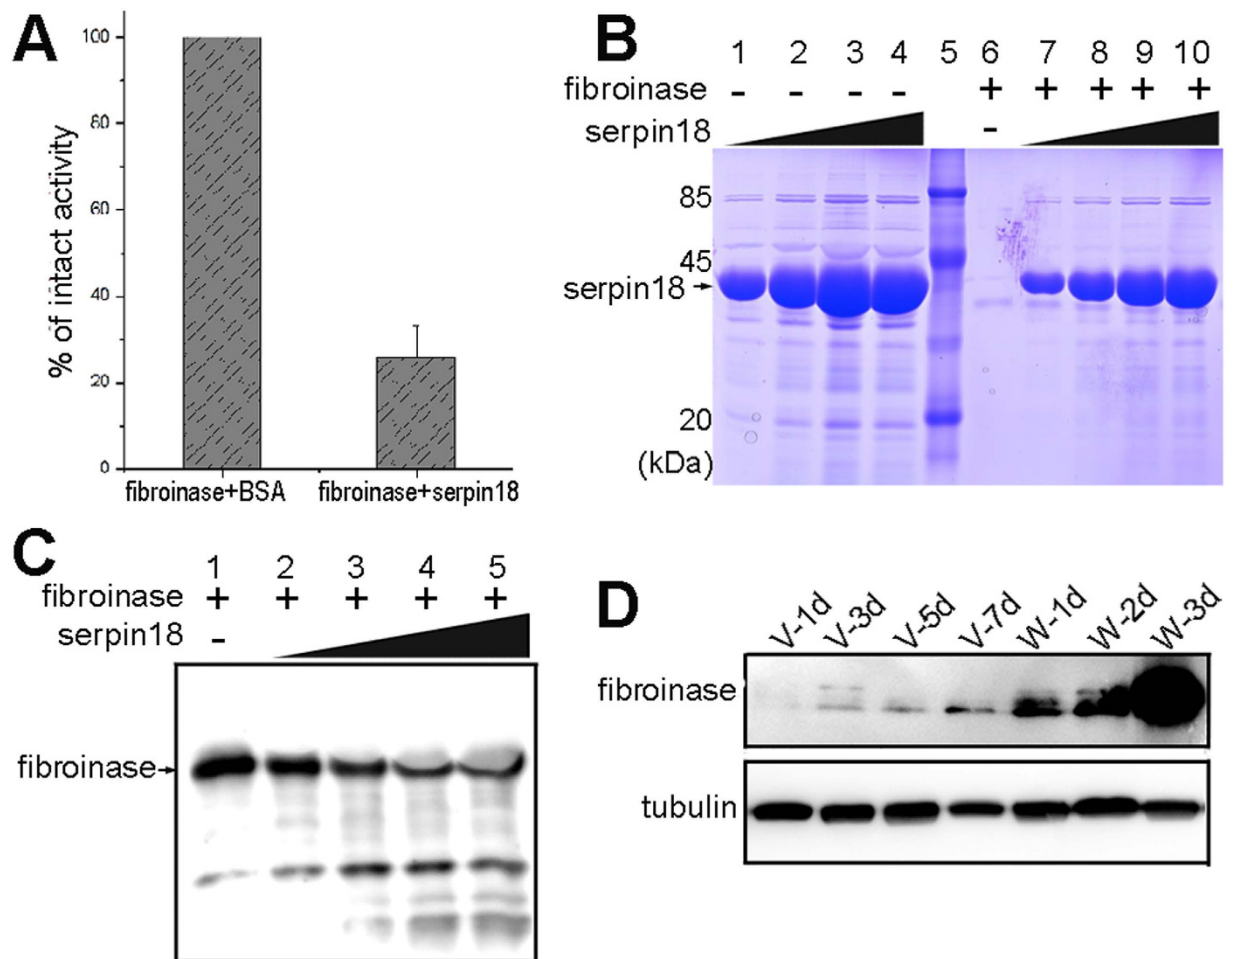 A
100
80
60
40
20
0
% of intact activity
fibroinase+BSA fibroinase+serpin18
B
1 2 3 4 5 6 7 8 9 10
fibroinase - - - - + + + + +
serpin18 -
85
45
serpin18
20
(kDa)
C
1 2 3 4 5
fibroinase + + + + +
serpin18 -
fibroinase
D
V-1d V-3d V-5d V-7d W-1d W-2d W-3d
fibroinase
tubulin